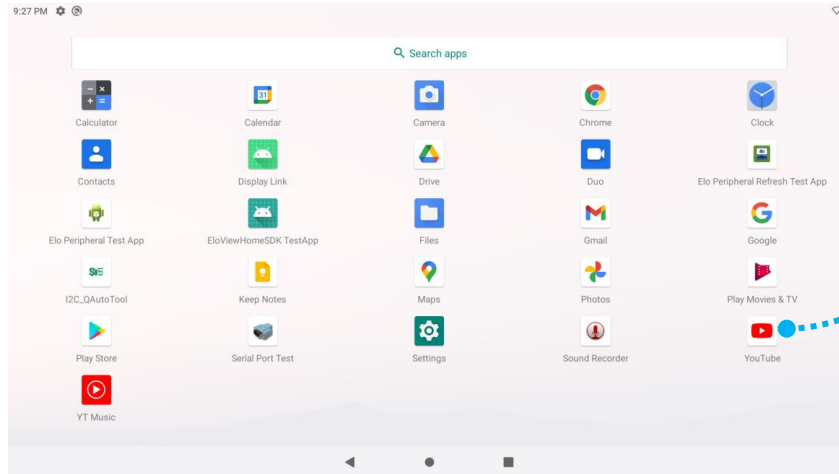 9:27 PM
Search apps
31
Calculator Calendar Camera Chrome Clock
Contacts Display Link Drive Duo Elo Peripheral Refresh Test App
Elo Peripheral Test App EloViewHomeSDK TestApp Files Gmail Google
I2C_QAutoTool Keep Notes Maps Photos Play Movies & TV
Play Store Serial Port Test Settings Sound Recorder YouTube
YT Music